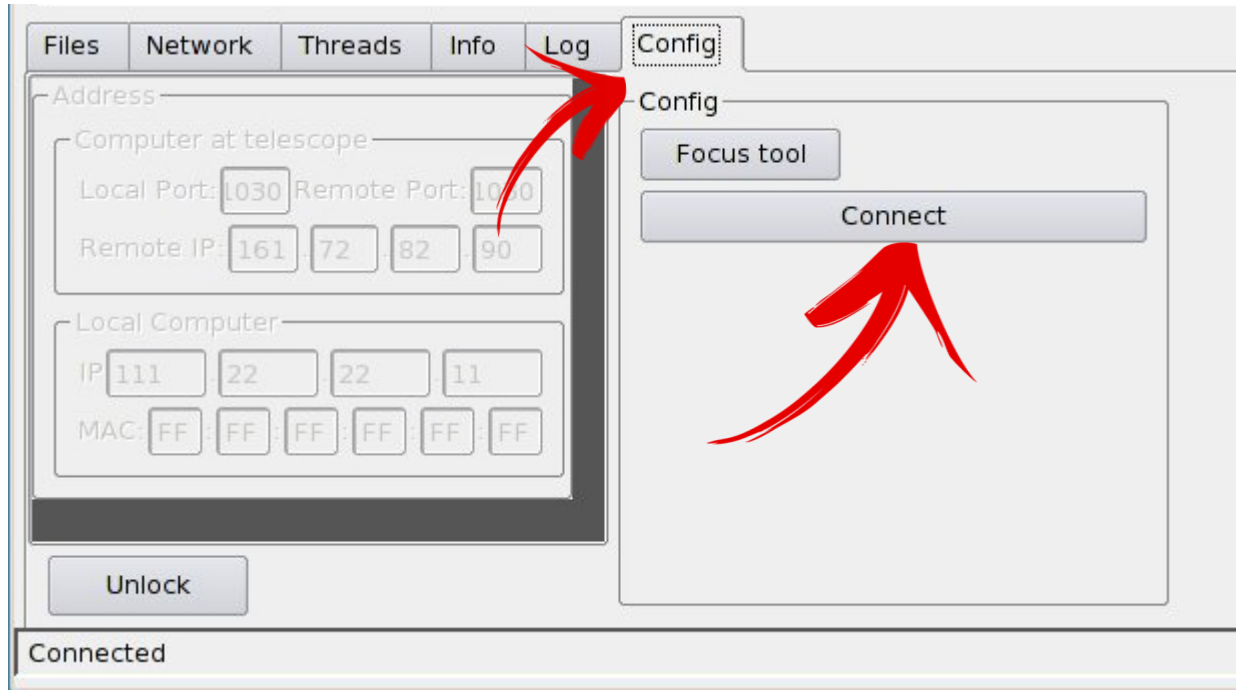 Files Network Threads Info Log Config
Address
Computer at telescope
Local Port: 1030 Remote Port: 1030
Remote IP: 161 . 72 . 82 . 90
Local Computer
IP 111 . 22 . 22 . 11
MAC: FF : FF : FF : FF : FF : FF
Unlock
Config
Focus tool
Connect
Connected